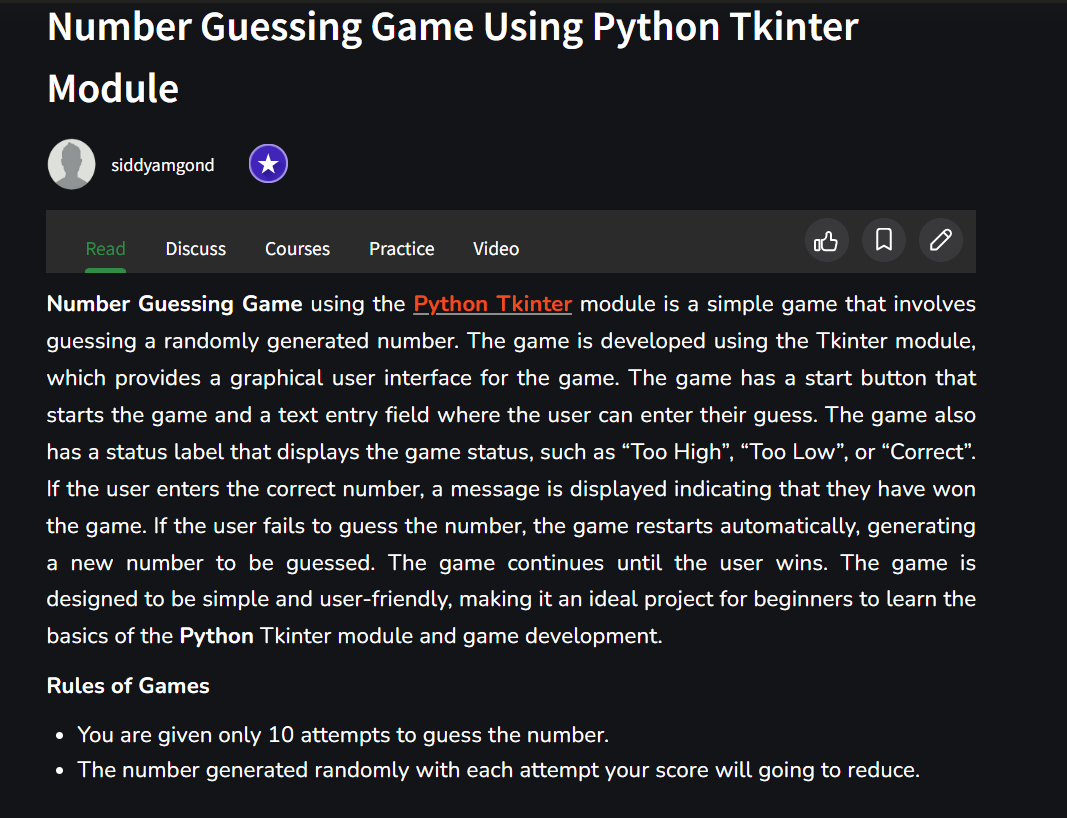 Number Guessing Game Using Python Tkinter
Module
siddyamgond
Read Discuss Courses Practice Video
Number Guessing Game using the Python Tkinter module is a simple game that involves
guessing a randomly generated number. The game is developed using the Tkinter module,
which provides a graphical user interface for the game. The game has a start button that
starts the game and a text entry field where the user can enter their guess. The game also
has a status label that displays the game status, such as “Too High”, “Too Low”, or “Correct”.
If the user enters the correct number, a message is displayed indicating that they have won
the game. If the user fails to guess the number, the game restarts automatically, generating
a new number to be guessed. The game continues until the user wins. The game is
designed to be simple and user-friendly, making it an ideal project for beginners to learn the
basics of the Python Tkinter module and game development.
Rules of Games
• You are given only 10 attempts to guess the number.
• The number generated randomly with each attempt your score will going to reduce.